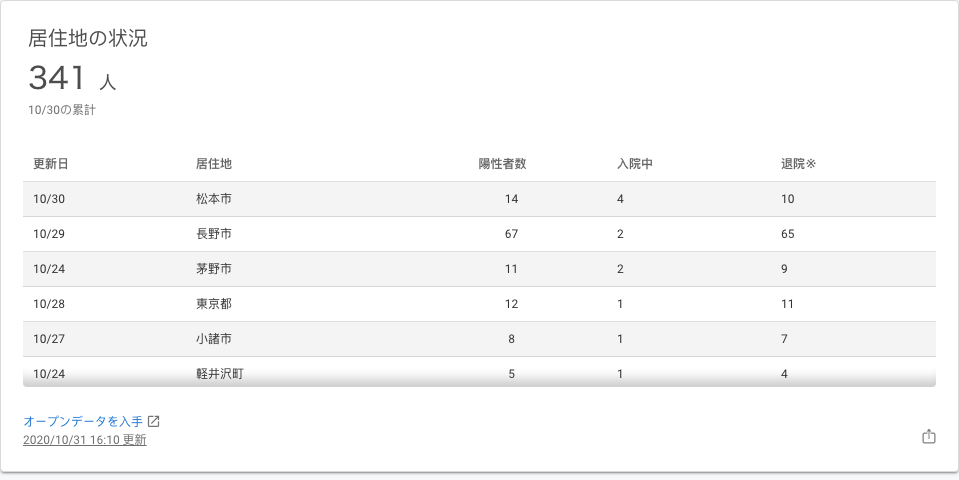 居住地の状況
341 人
10/30の累計
更新日 居住地 陽性者数 入院中 退院※
10/30 松本市 14 4 10
10/29 長野市 67 2 65
10/24 茅野市 11 2 9
10/28 東京都 12 1 11
10/27 小諸市 8 1 7
10/24 軽井沢町 5 1 4
オープンデータを入手
2020/10/31 16:10 更新